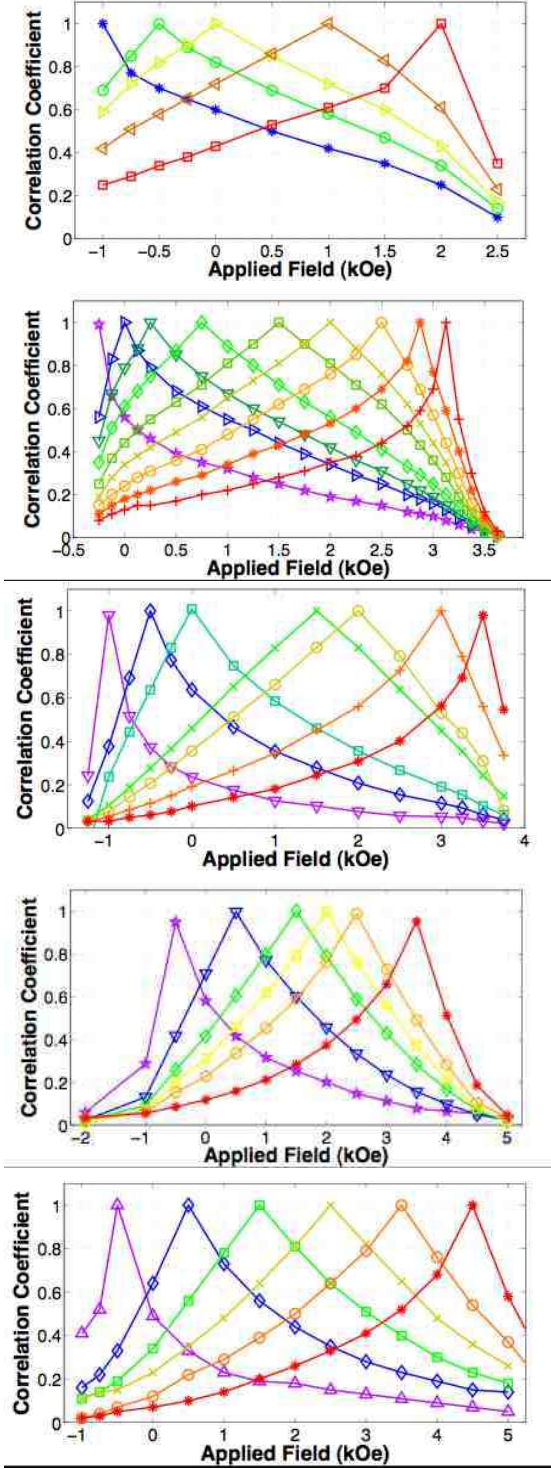 Correlation Coefficient
1
0.8
0.6
0.4
0.2
0
-1 -0.5 0 0.5 1 1.5 2 2.5
Applied Field (kOe)
Correlation Coefficient
1
0.8
0.6
0.4
0.2
0
-0.5 0 0.5 1 1.5 2 2.5 3 3.5
Applied Field (kOe)
Correlation Coefficient
1
0.8
0.6
0.4
0.2
0
-1 0 1 2 3 4
Applied Field (kOe)
Correlation Coefficient
1
0.8
0.6
0.4
0.2
0
-2 -1 0 1 2 3 4 5
Applied Field (kOe)
Correlation Coefficient
1
0.8
0.6
0.4
0.2
0
-1 0 1 2 3 4 5
Applied Field (kOe)